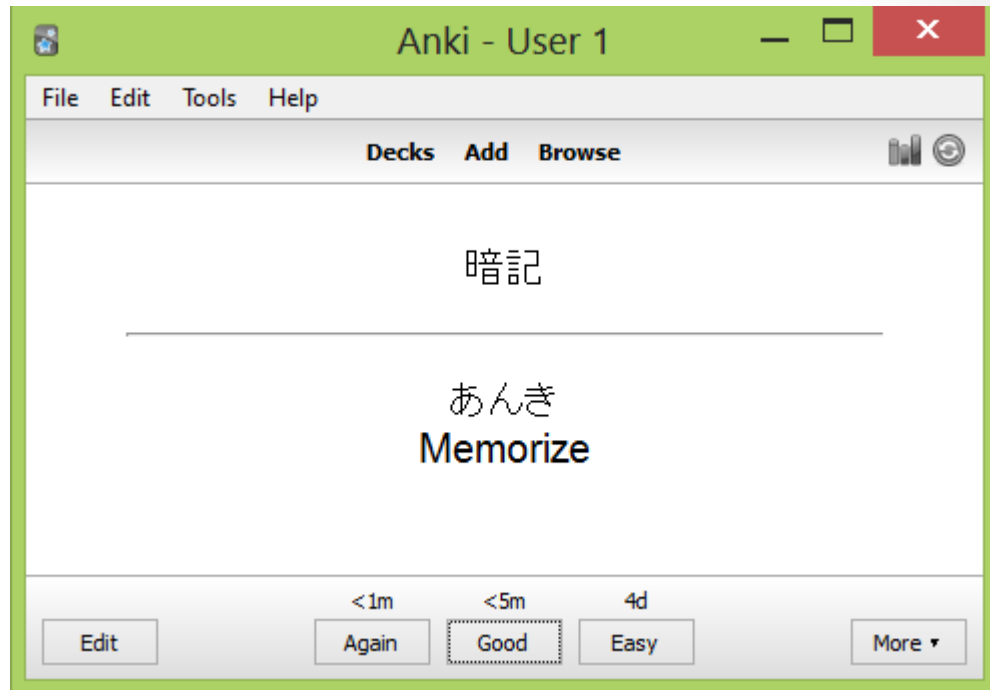 Anki - User 1
File Edit Tools Help
Decks Add Browse
暗記
あんき
Memorize
<1m <5m 4d
Edit Again Good Easy More ▾